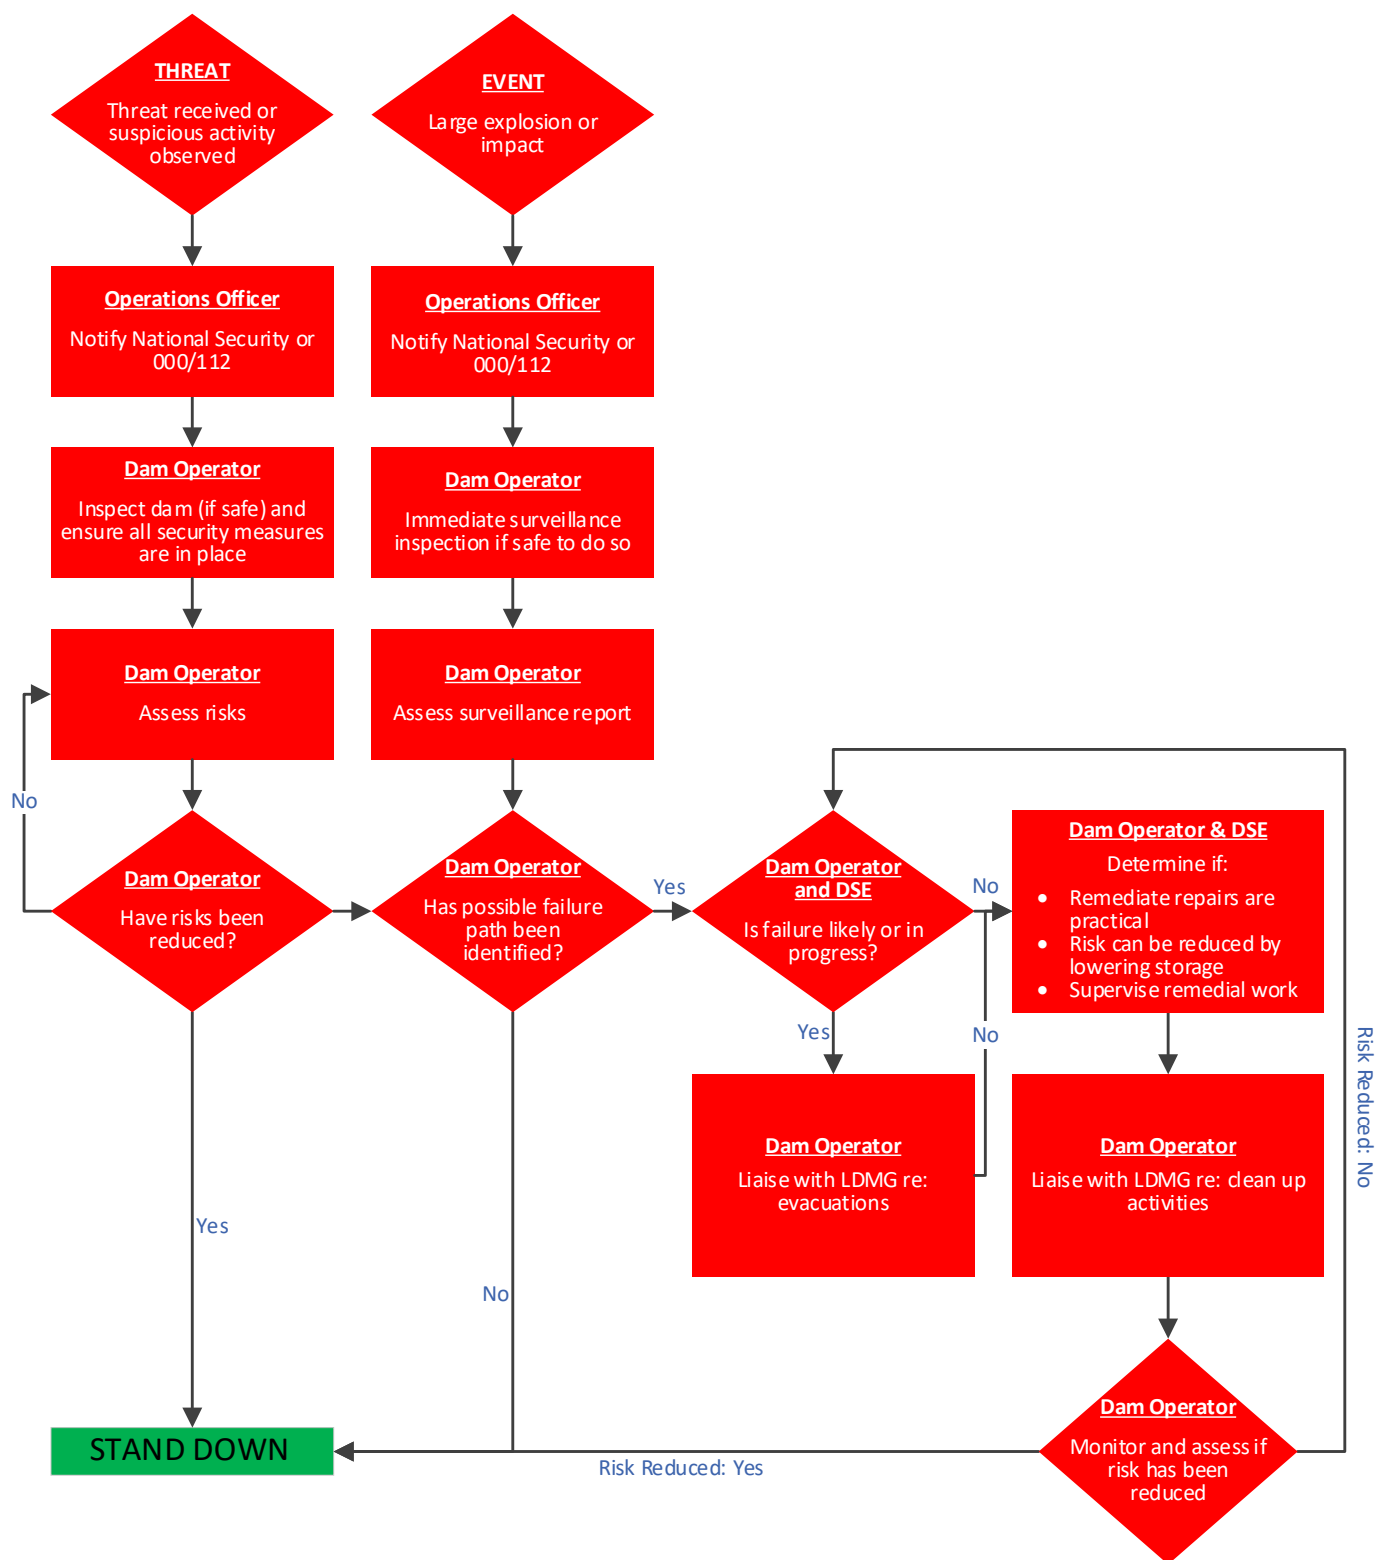 THREAT
Threat received or
suspicious activity
observed
EVENT
Large explosion or
impact
Operations Officer
Notify National Security or
000/112
Operations Officer
Notify National Security or
000/112
Dam Operator
Inspect dam (if safe) and
ensure all security measures
are in place
Dam Operator
Immediate surveillance
inspection if safe to do so
Dam Operator
Assess risks
Dam Operator
Assess surveillance report
No
Dam Operator
Have risks been
reduced?
Dam Operator
Has possible failure
path been
identified?
Yes
Dam Operator
and DSE
Is failure likely or in
progress?
No
Dam Operator & DSE
Determine if:
• Remediate repairs are
practical
• Risk can be reduced by
lowering storage
• Supervise remedial work
Yes
No
Risk Reduced: No
Dam Operator
Liaise with LDMG re:
evacuations
Dam Operator
Liaise with LDMG re: clean up
activities
Yes
No
Dam Operator
Monitor and assess if
risk has been
reduced
STAND DOWN
Risk Reduced: Yes